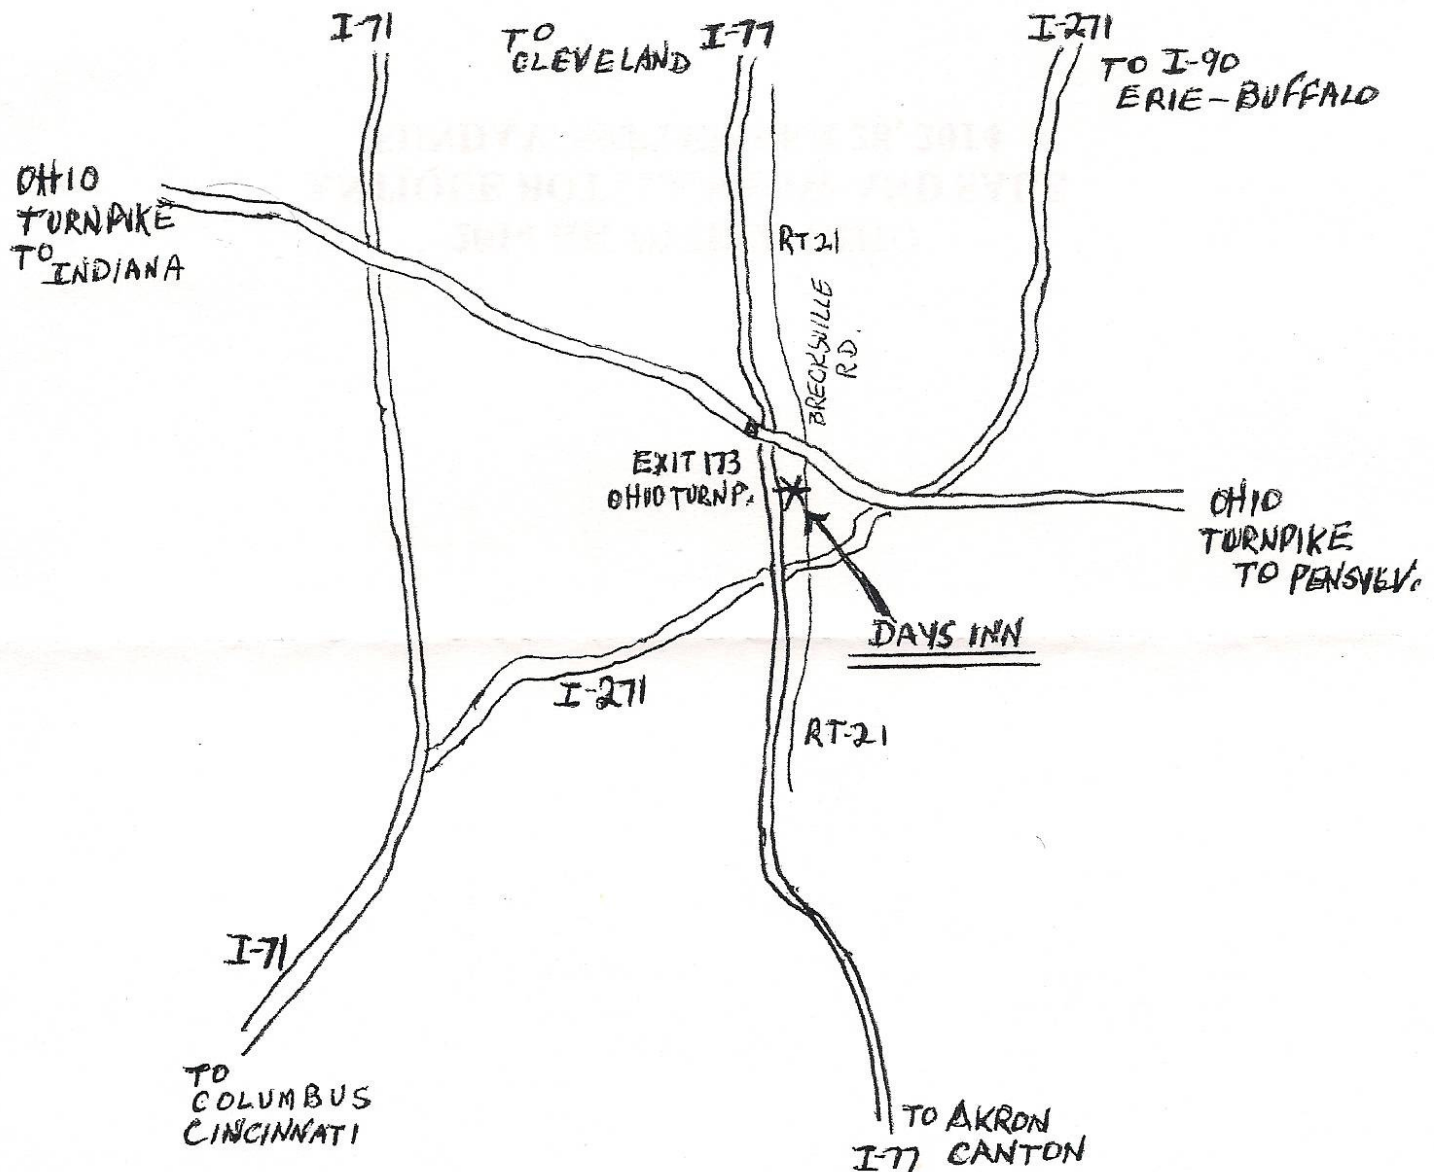 I-71
TO
CLEVELAND
I-77
I-271
TO I-90
ERIE-BUFFALO
OHIO
TURNPIKE
TO
INDIANA
RT 21
BRECKSVILLE
RD.
EXIT 173
OHIO TURNP.
OHIO
TURNPIKE
TO PENSYLV.
DAYS INN
I-271
RT-21
I-71
TO
COLUMBUS
CINCINNATI
TO AKRON
I-77 CANTON